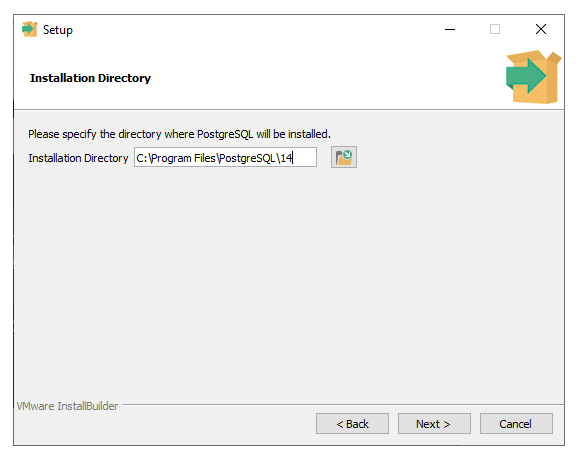 Setup
Installation Directory
Please specify the directory where PostgreSQL will be installed.
Installation Directory C:\Program Files\PostgreSQL\14
VMware InstallBuilder
< Back Next > Cancel